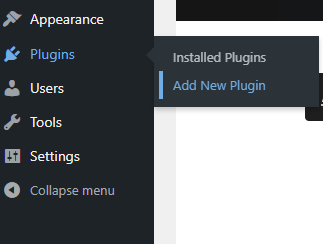 Appearance
Plugins
Installed Plugins
Add New Plugin
Users
Tools
Settings
Collapse menu